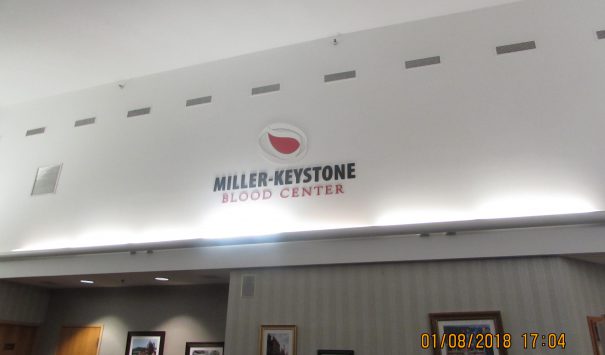 MILLER-KEYSTONE
BLOOD CENTER
01/08/2018 17:04